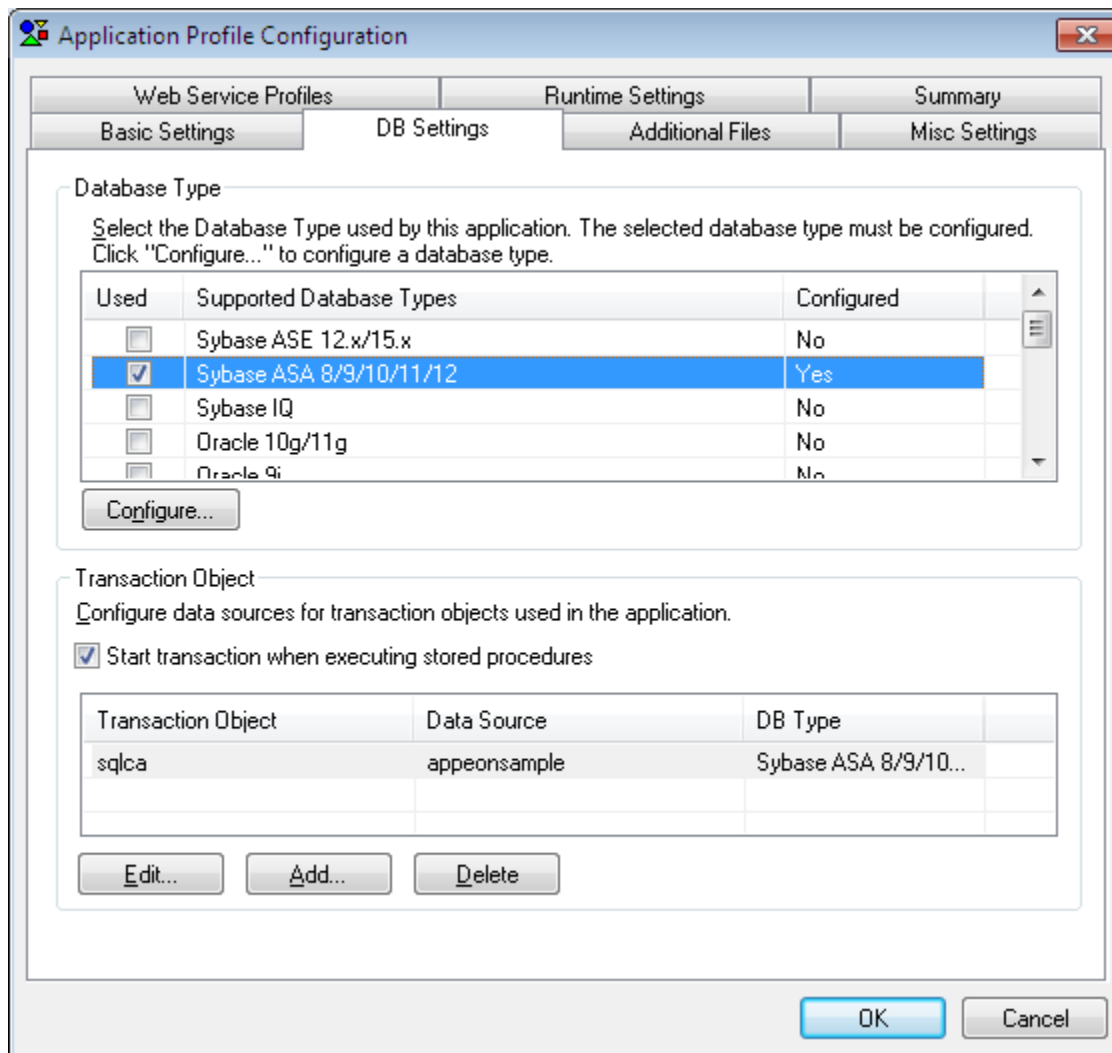 Application Profile Configuration
Web Service Profiles Runtime Settings Summary
Basic Settings DB Settings Additional Files Misc Settings
Database Type
Select the Database Type used by this application. The selected database type must be configured.
Click "Configure..." to configure a database type.
Used Supported Database Types Configured
Sybase ASE 12.x/15.x No
Sybase ASA 8/9/10/11/12 Yes
Sybase IQ No
Oracle 10g/11g No
Oracle 9i No
Configure...
Transaction Object
Configure data sources for transaction objects used in the application.
Start transaction when executing stored procedures
Transaction Object Data Source DB Type
sqlca appeonsample Sybase ASA 8/9/10...
Edit... Add... Delete
OK Cancel